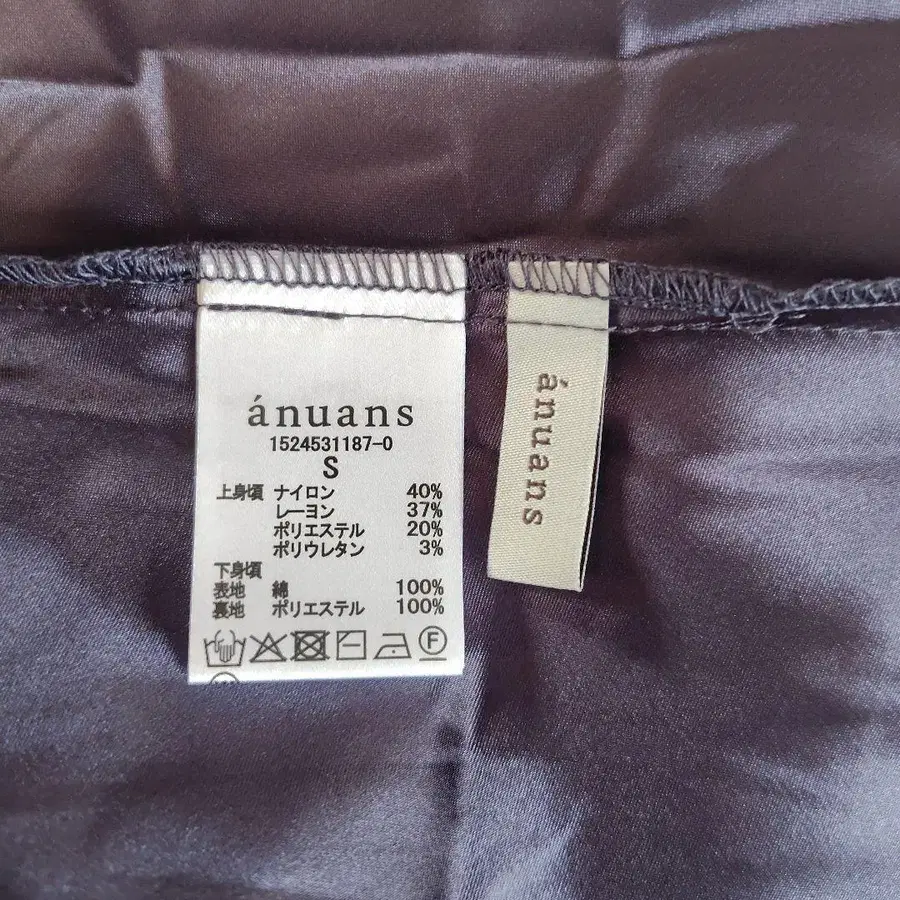 ánuans
1524531187-0
S
上身頃 ナイロン 40%
レーヨン 37%
ポリエステル 20%
ポリウレタン 3%
下身頃
表地 綿 100%
裏地 ポリエステル 100%
F
ánuans